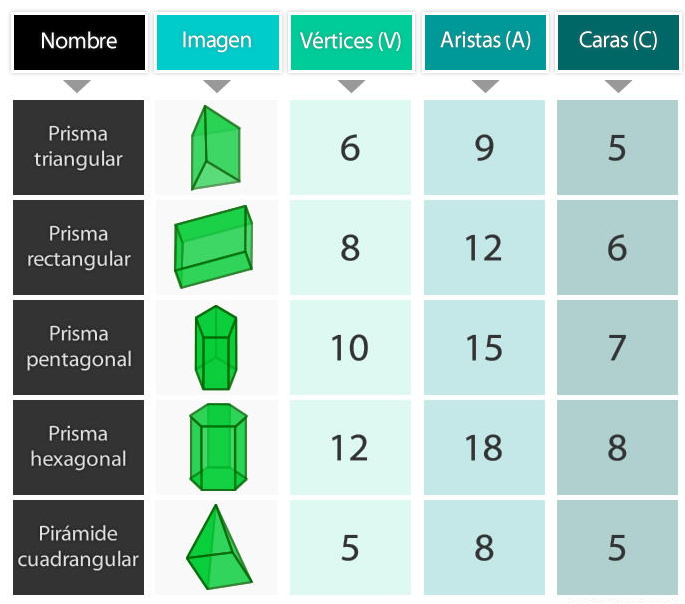 Nombre Imagen Vértices (V) Aristas (A) Caras (C)
Prisma
triangular 6 9 5
Prisma
rectangular 8 12 6
Prisma
pentagonal 10 15 7
Prisma
hexagonal 12 18 8
Pirámide
cuadrangular 5 8 5